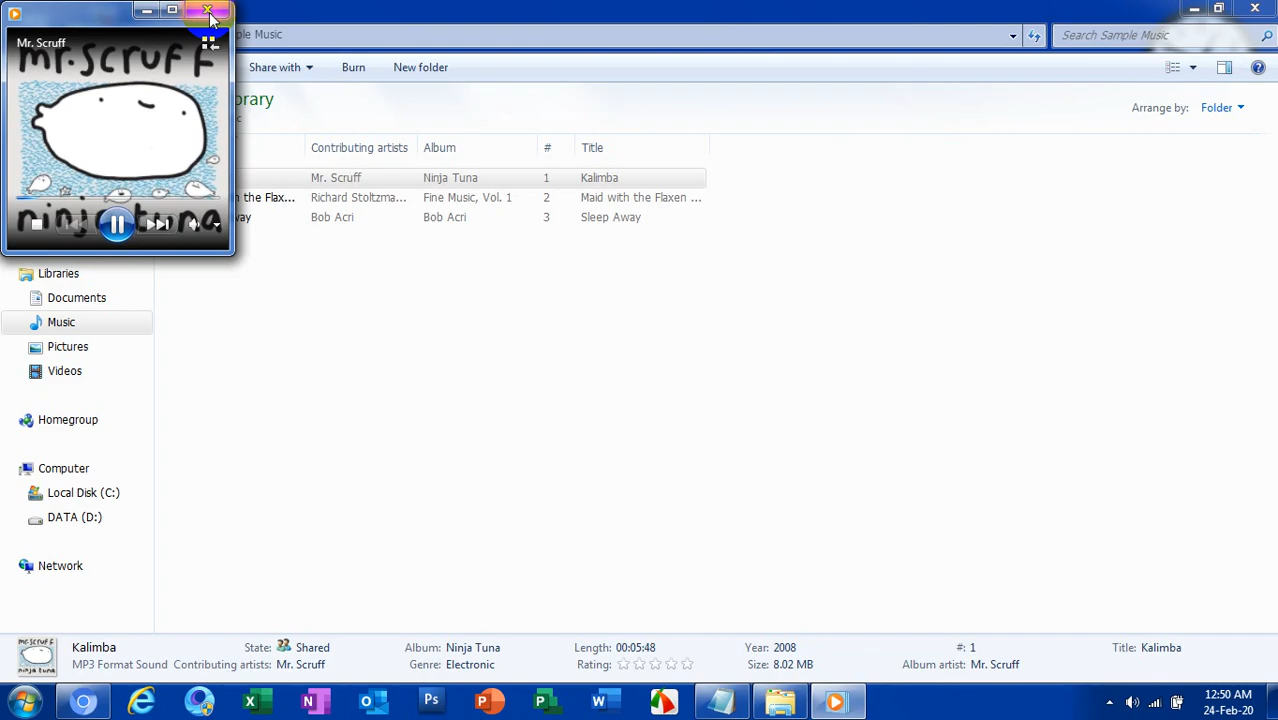 Mr. Scruff
mr.scruff
ninja tuna
ple Music
Search Sample Music
Share with
Burn
New folder
brary
Arrange by: Folder
Contributing artists Album # Title
Mr. Scruff Ninja Tuna 1 Kalimba
h the Flax... Richard Stoltzma... Fine Music, Vol. 1 2 Maid with the Flaxen ...
way Bob Acri Bob Acri 3 Sleep Away
Libraries
Documents
Music
Pictures
Videos
Homegroup
Computer
Local Disk (C:)
DATA (D:)
Network
Kalimba State: Shared Album: Ninja Tuna Length: 00:05:48 Year: 2008 #: 1 Title: Kalimba
MP3 Format Sound Contributing artists: Mr. Scruff Genre: Electronic Rating: Size: 8.02 MB Album artist: Mr. Scruff
12:50 AM
24-Feb-20